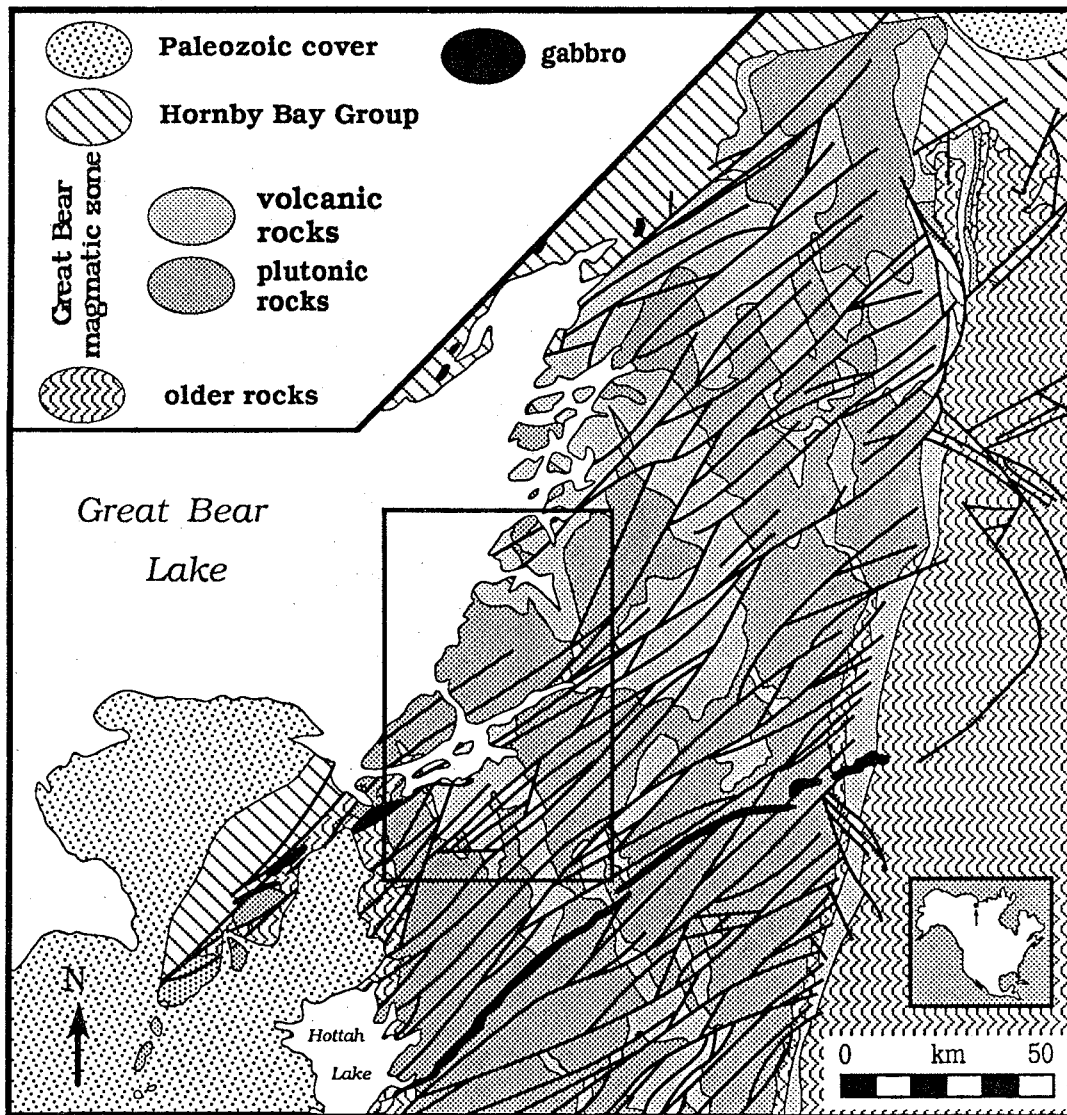 Paleozoic cover
gabbro
Hornby Bay Group
Great Bear
magmatic zone
volcanic
rocks
plutonic
rocks
older rocks
Great Bear
Lake
N
Hottah
Lake
0 km 50